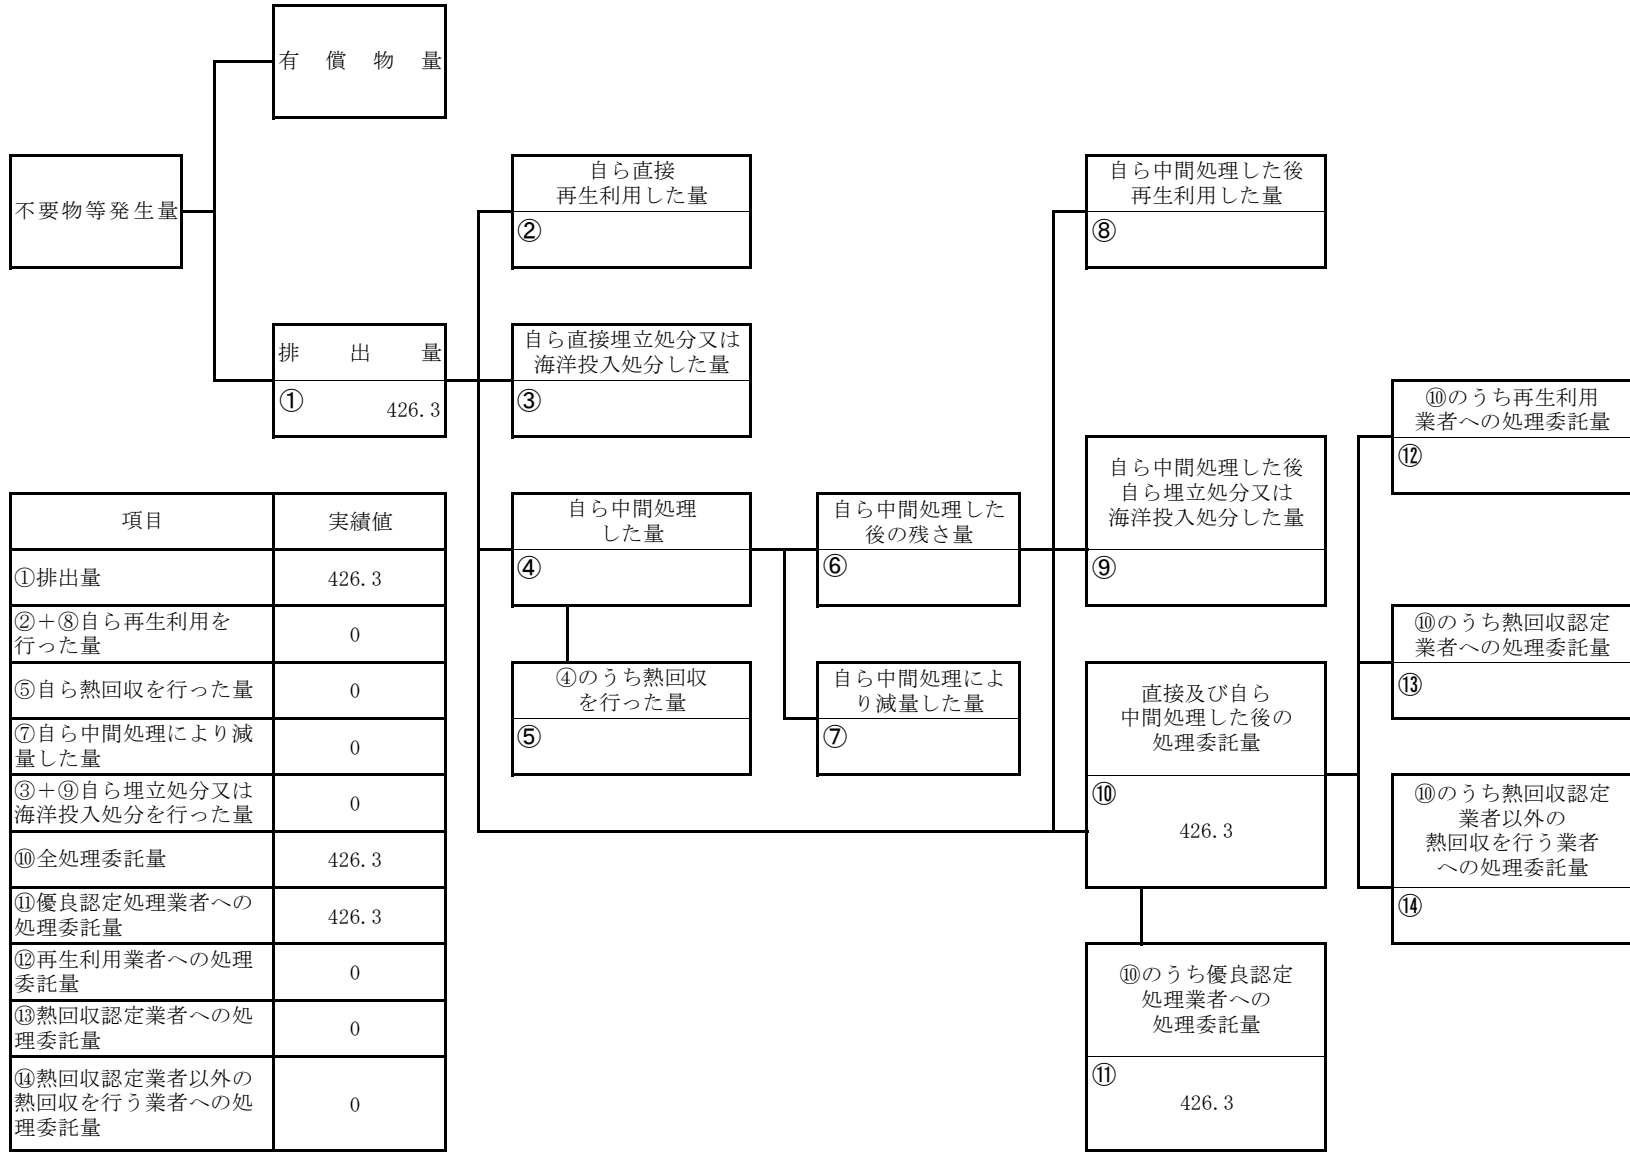 有償物量
不要物等発生量
排出量
①
426.3
自ら直接
再生利用した量
②
自ら直接埋立処分又は
海洋投入処分した量
③
自ら中間処理
した量
④
④のうち熱回収
を行った量
⑤
自ら中間処理した
後の残さ量
⑥
自ら中間処理によ
り減量した量
⑦
自ら中間処理した後
再生利用した量
⑧
自ら中間処理した後
自ら埋立処分又は
海洋投入処分した量
⑨
直接及び自ら
中間処理した後の
処理委託量
⑩
426.3
⑩のうち優良認定
処理業者への
処理委託量
⑪
426.3
⑩のうち再生利用
業者への処理委託量
⑫
⑩のうち熱回収認定
業者への処理委託量
⑬
⑩のうち熱回収認定
業者以外の
熱回収を行う業者
への処理委託量
⑭
項目 実績値
①排出量 426.3
②＋⑧自ら再生利用を
行った量 0
⑤自ら熱回収を行った量 0
⑦自ら中間処理により減
量した量 0
③＋⑨自ら埋立処分又は
海洋投入処分を行った量 0
⑩全処理委託量 426.3
⑪優良認定処理業者への
処理委託量 426.3
⑫再生利用業者への処理
委託量 0
⑬熱回収認定業者への処
理委託量 0
⑭熱回収認定業者以外の
熱回収を行う業者への処
理委託量 0